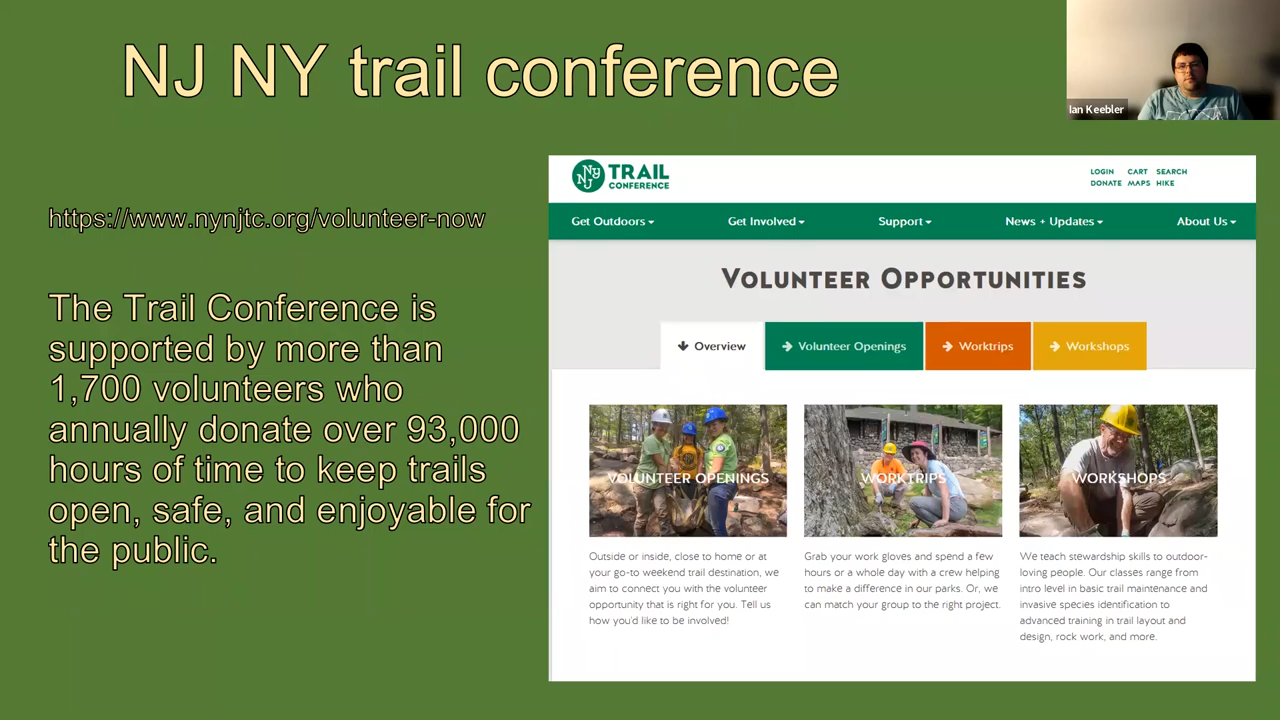 NJ NY trail conference
Ian Keebler
https://www.nynjtc.org/volunteer-now
The Trail Conference is
supported by more than
1,700 volunteers who
annually donate over 93,000
hours of time to keep trails
open, safe, and enjoyable for
the public.
NY NJ TRAIL
CONFERENCE
LOGIN CART SEARCH
DONATE MAPS HIKE
Get Outdoors Get Involved Support News + Updates About Us
VOLUNTEER OPPORTUNITIES
Overview Volunteer Openings Worktrips Workshops
VOLUNTEER OPENINGS
Outside or inside, close to home or at
your go-to weekend trail destination, we
aim to connect you with the volunteer
opportunity that is right for you. Tell us
how you'd like to be involved!
WORKTRIPS
Grab your work gloves and spend a few
hours or a whole day with a crew helping
to make a difference in our parks. Or, we
can match your group to the right project.
WORKSHOPS
We teach stewardship skills to outdoor-
loving people. Our classes range from
intro level in basic trail maintenance and
invasive species identification to
advanced training in trail layout and
design, rock work, and more.